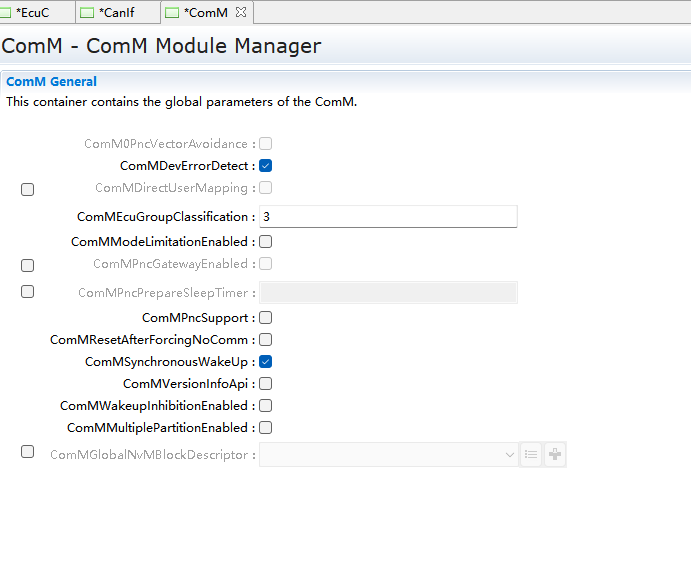 *EcuC
*CanIf
*ComM
ComM - ComM Module Manager
ComM General
This container contains the global parameters of the ComM.
ComM0PncVectorAvoidance :
ComMDevErrorDetect :
ComMDirectUserMapping :
ComMEcuGroupClassification : 3
ComMModeLimitationEnabled :
ComMPncGatewayEnabled :
ComMPncPrepareSleepTimer :
ComMPncSupport :
ComMResetAfterForcingNoComm :
ComMSynchronousWakeUp :
ComMVersionInfoApi :
ComMWakeupInhibitionEnabled :
ComMMultiplePartitionEnabled :
ComMGlobalNvMBlockDescriptor :